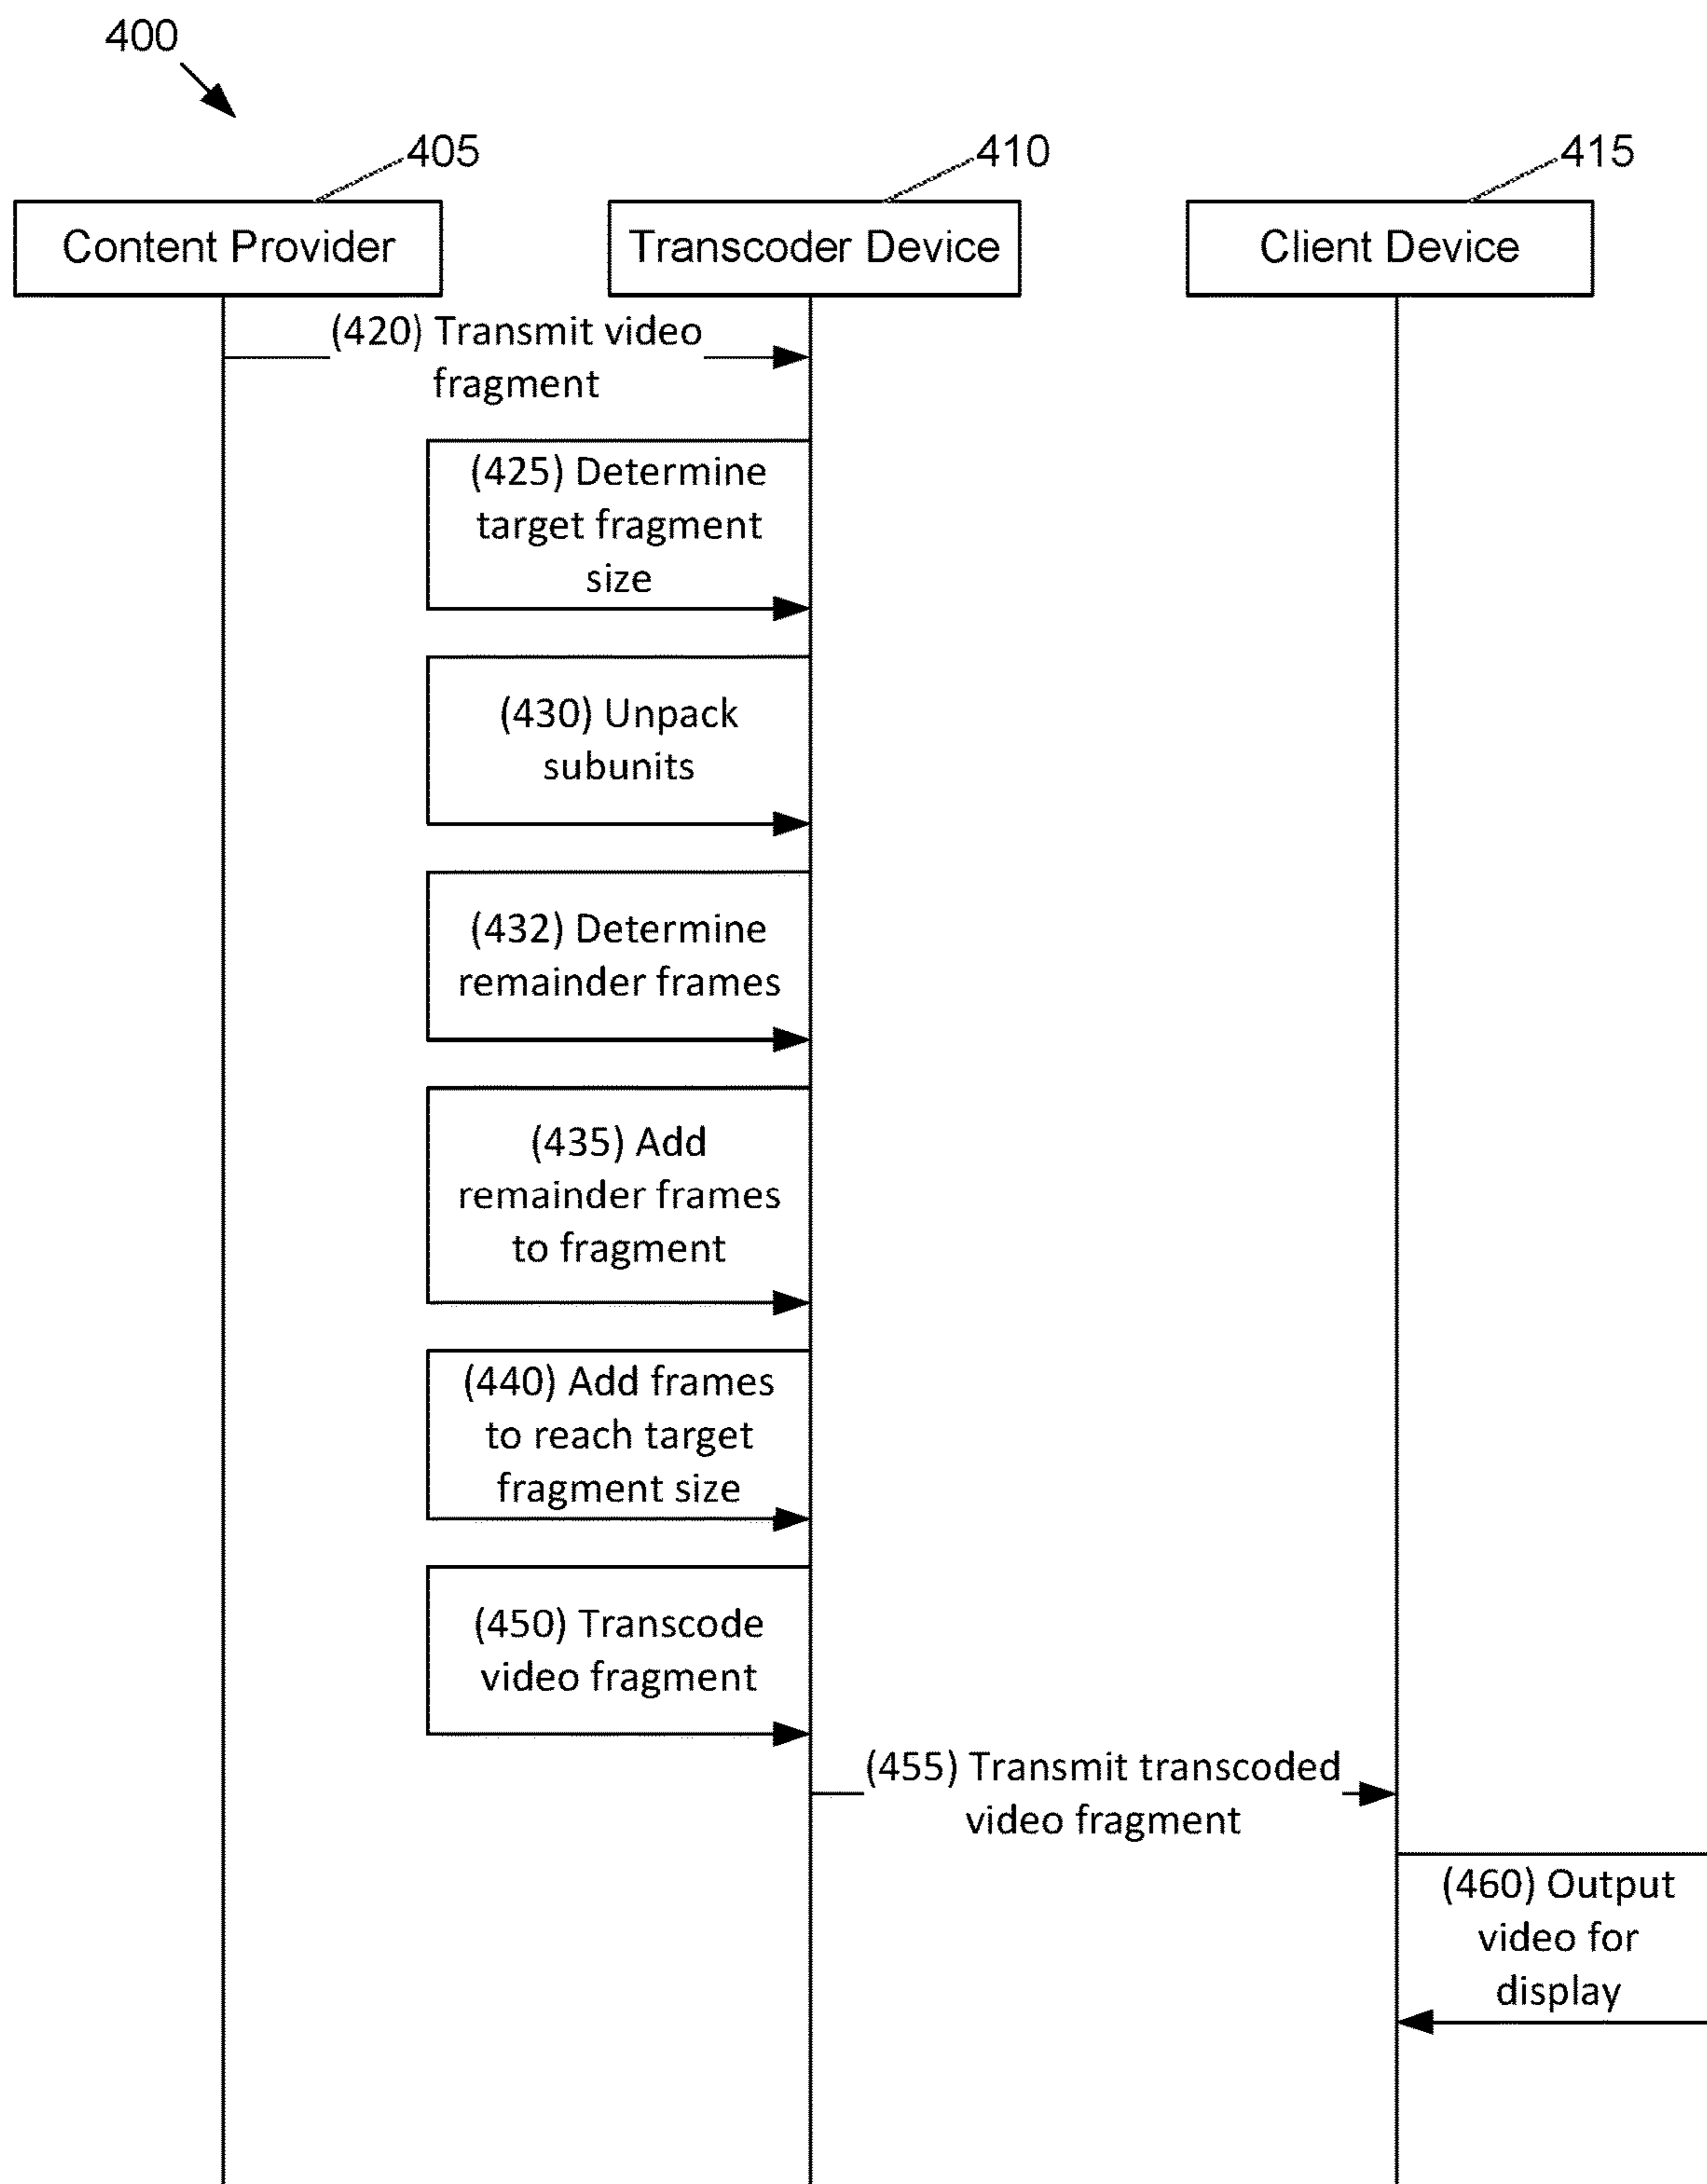 400
405
410
415
Content Provider
Transcoder Device
Client Device
(420) Transmit video
fragment
(425) Determine
target fragment
size
(430) Unpack
subunits
(432) Determine
remainder frames
(435) Add
remainder frames
to fragment
(440) Add frames
to reach target
fragment size
(450) Transcode
video fragment
(455) Transmit transcoded
video fragment
(460) Output
video for
display